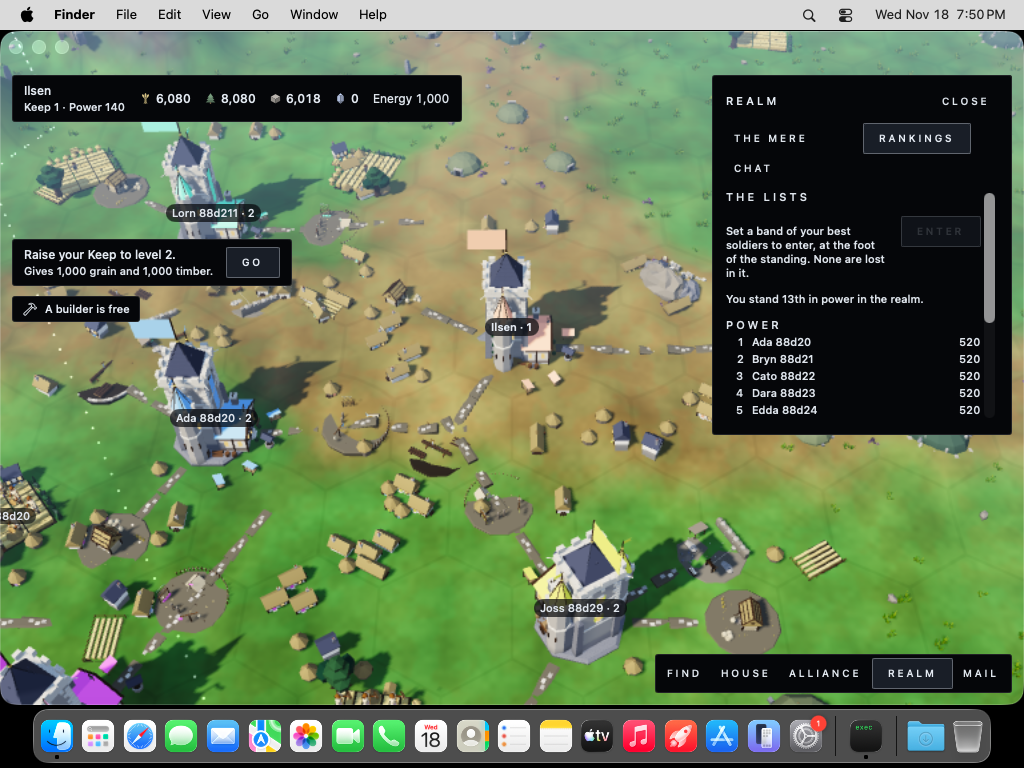 Finder File Edit View Go Window Help
Wed Nov 18 7:50 PM
Ilsen
Keep 1 · Power 140
6,080
8,080
6,018
0
Energy 1,000
REALM
CLOSE
THE MERE
RANKINGS
CHAT
THE LISTS
Set a band of your best
soldiers to enter, at the foot
of the standing. None are lost
in it.
ENTER
You stand 13th in power in the realm.
POWER
1 Ada 88d20 520
2 Bryn 88d21 520
3 Cato 88d22 520
4 Dara 88d23 520
5 Edda 88d24 520
Lorn 88d211 · 2
Raise your Keep to level 2.
Gives 1,000 grain and 1,000 timber.
GO
A builder is free
Ilsen · 1
Ada 88d20 · 2
88d20
Joss 88d29 · 2
FIND
HOUSE
ALLIANCE
REALM
MAIL
Wed
18
tv
1
exec